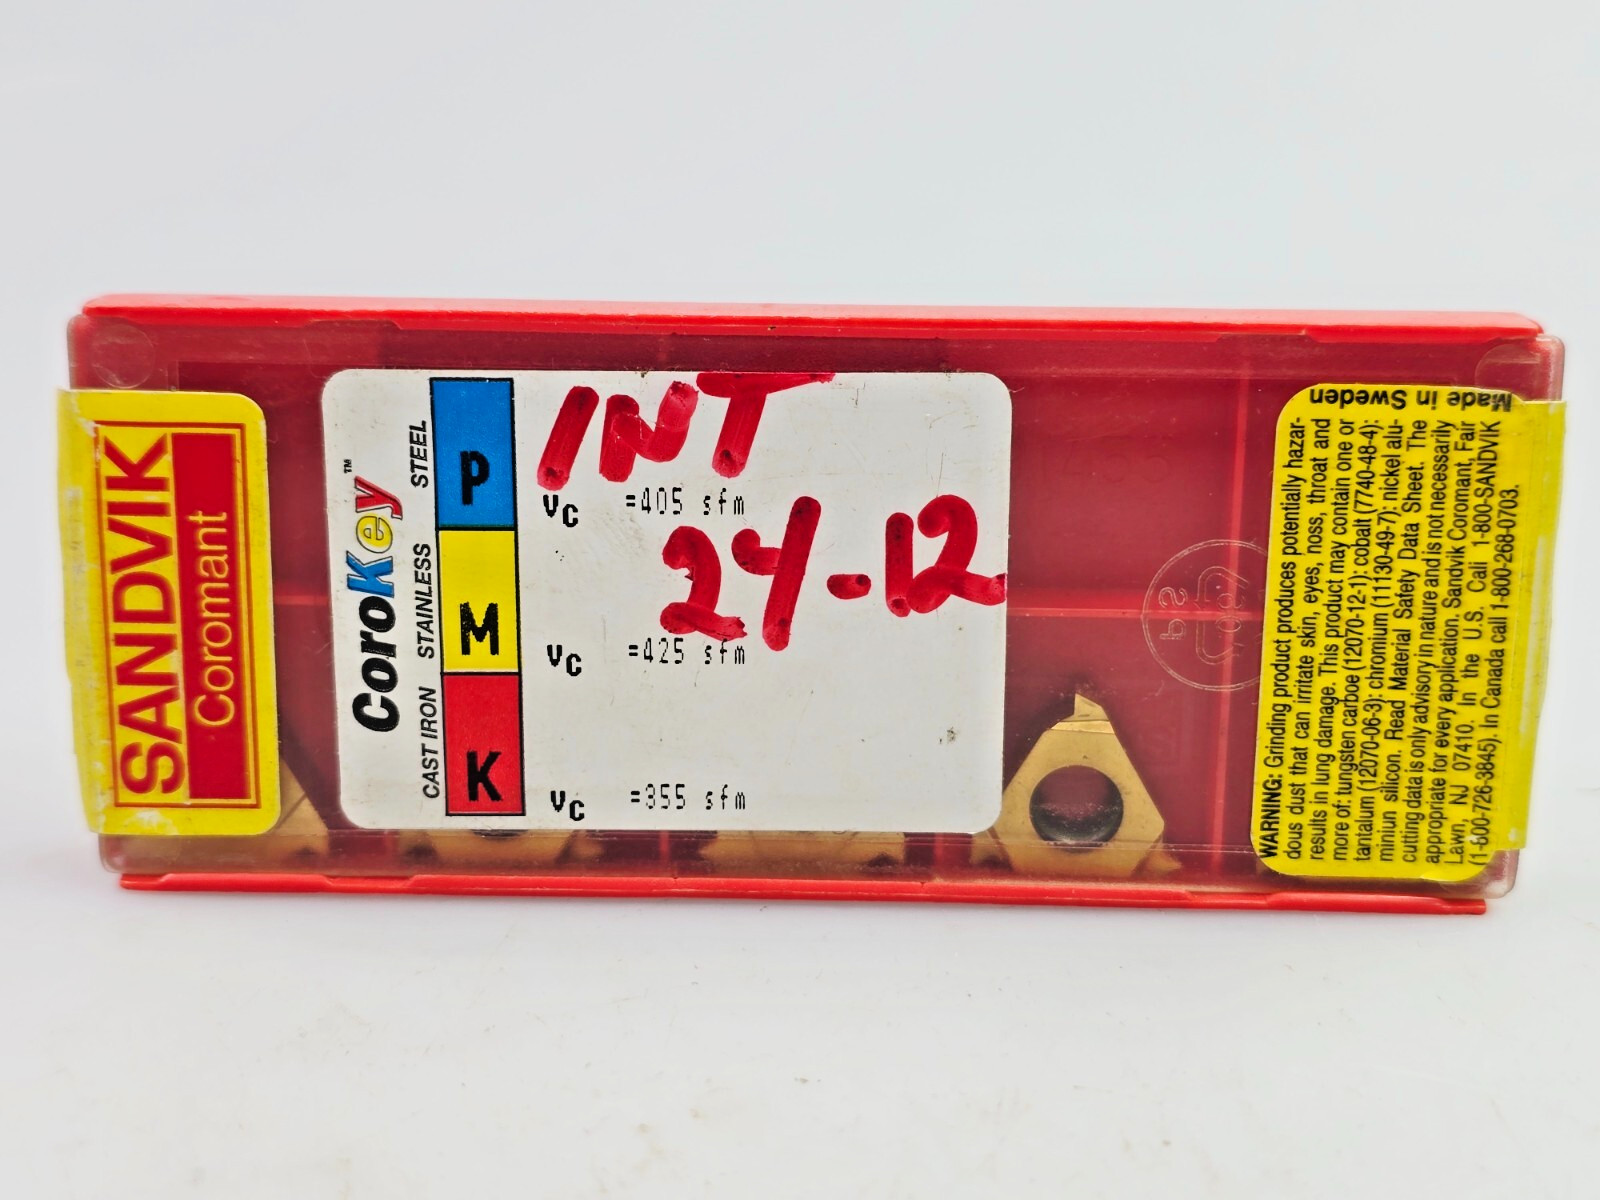 SANDVIK
Coromant
CoroKey™
CAST IRON STAINLESS STEEL
P
M
K
INT
24-12
vc =405 sfm
vc =425 sfm
vc =355 sfm
Made in Sweden
WARNING: Grinding product produces potentially hazar-
dous dust that can irritate skin, eyes, noss, throat and
results in lung damage. This product may contain one or
more of: tungsten carboe (12070-12-1); cobalt (7740-48-4);
tantalum (12070-06-3); chromium (111130-49-7); nickel alu-
miniun silicon. Read Material Safety Data Sheet. The
cutting data is only advisory in nature and is not necessarily
appropriate for every application. Sandvik Coromant, Fair
Lawn, NJ 07410. In the U.S. Call 1-800-SANDVIK
(1-800-726-3845). In Canada call 1-800-268-0703.